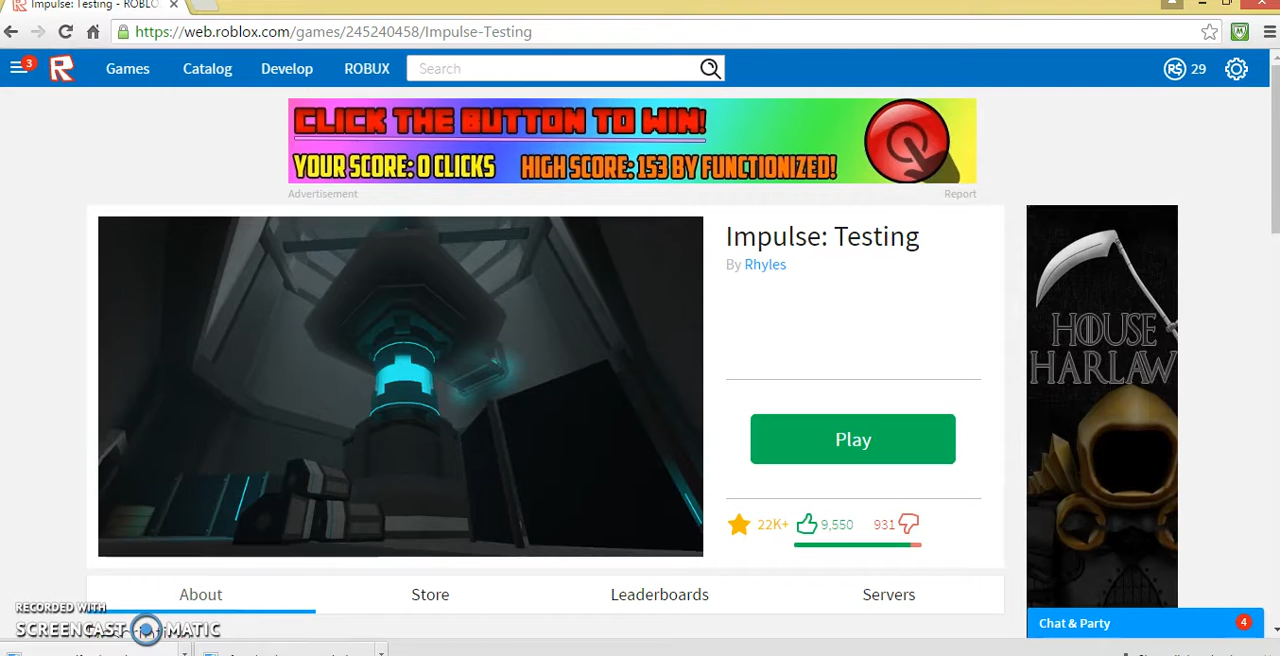 Impulse: Testing - ROBLO
https://web.roblox.com/games/245240458/Impulse-Testing
3
R
Games
Catalog
Develop
ROBUX
Search
R$ 29
CLICK THE BUTTON TO WIN!
YOUR SCORE: 0 CLICKS HIGH SCORE: 153 BY FUNCTIONIZED!
Advertisement
Report
Impulse: Testing
By Rhyles
Play
22K+ 9,550 931
HOUSE
HARLAW
About
Store
Leaderboards
Servers
RECORDED WITH
SCREENCAST MATIC
Chat & Party 4